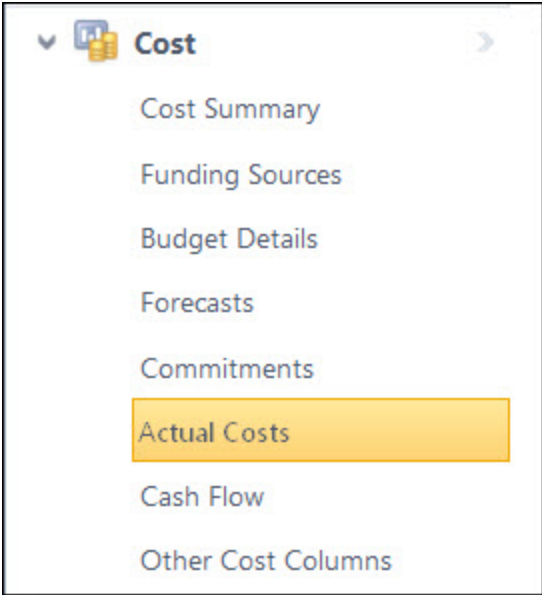 Cost
Cost Summary
Funding Sources
Budget Details
Forecasts
Commitments
Actual Costs
Cash Flow
Other Cost Columns